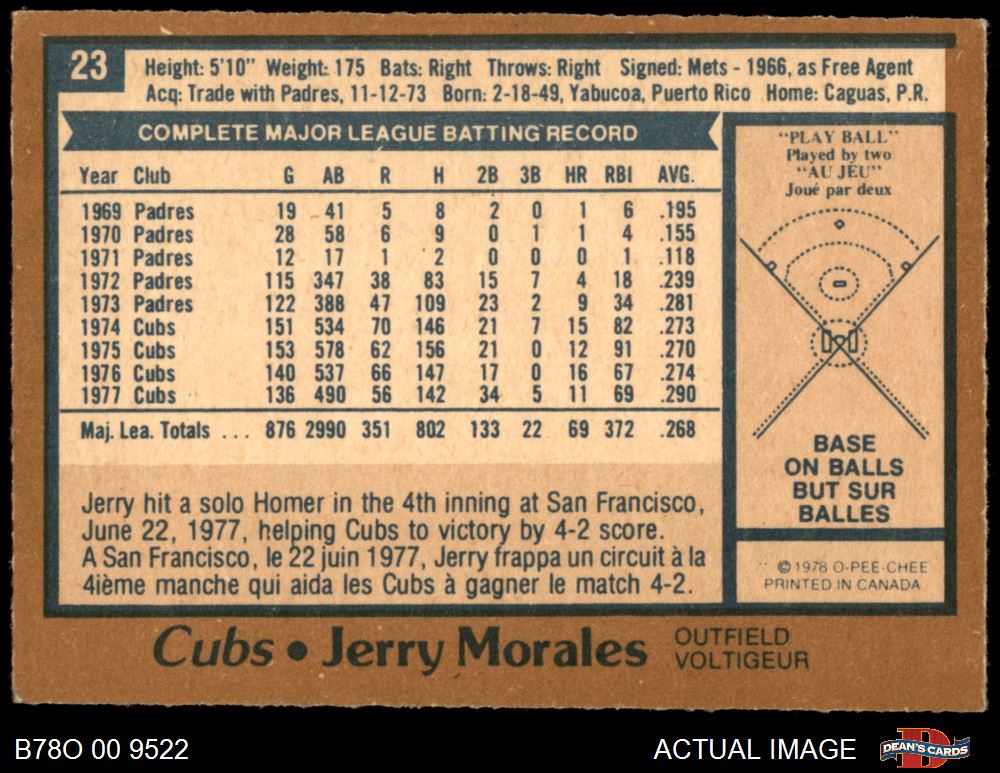 23
Height: 5'10" Weight: 175 Bats: Right Throws: Right Signed: Mets - 1966, as Free Agent
Acq: Trade with Padres, 11-12-73 Born: 2-18-49, Yabucoa, Puerto Rico Home: Caguas, P.R.
COMPLETE MAJOR LEAGUE BATTING RECORD
Year Club G AB R H 2B 3B HR RBI AVG.
1969 Padres 19 41 5 8 2 0 1 6 .195
1970 Padres 28 58 6 9 0 1 1 4 .155
1971 Padres 12 17 1 2 0 0 0 1 .118
1972 Padres 115 347 38 83 15 7 4 18 .239
1973 Padres 122 388 47 109 23 2 9 34 .281
1974 Cubs 151 534 70 146 21 7 15 82 .273
1975 Cubs 153 578 62 156 21 0 12 91 .270
1976 Cubs 140 537 66 147 17 0 16 67 .274
1977 Cubs 136 490 56 142 34 5 11 69 .290
Maj. Lea. Totals ... 876 2990 351 802 133 22 69 372 .268
Jerry hit a solo Homer in the 4th inning at San Francisco,
June 22, 1977, helping Cubs to victory by 4-2 score.
A San Francisco, le 22 juin 1977, Jerry frappa un circuit à la
4ième manche qui aida les Cubs à gagner le match 4-2.
"PLAY BALL"
Played by two
"AU JEU"
Joué par deux
BASE
ON BALLS
BUT SUR
BALLES
© 1978 O-PEE-CHEE
PRINTED IN CANADA
Cubs • Jerry Morales OUTFIELD
VOLTIGEUR
B78O 00 9522
ACTUAL IMAGE
DEAN'S CARDS